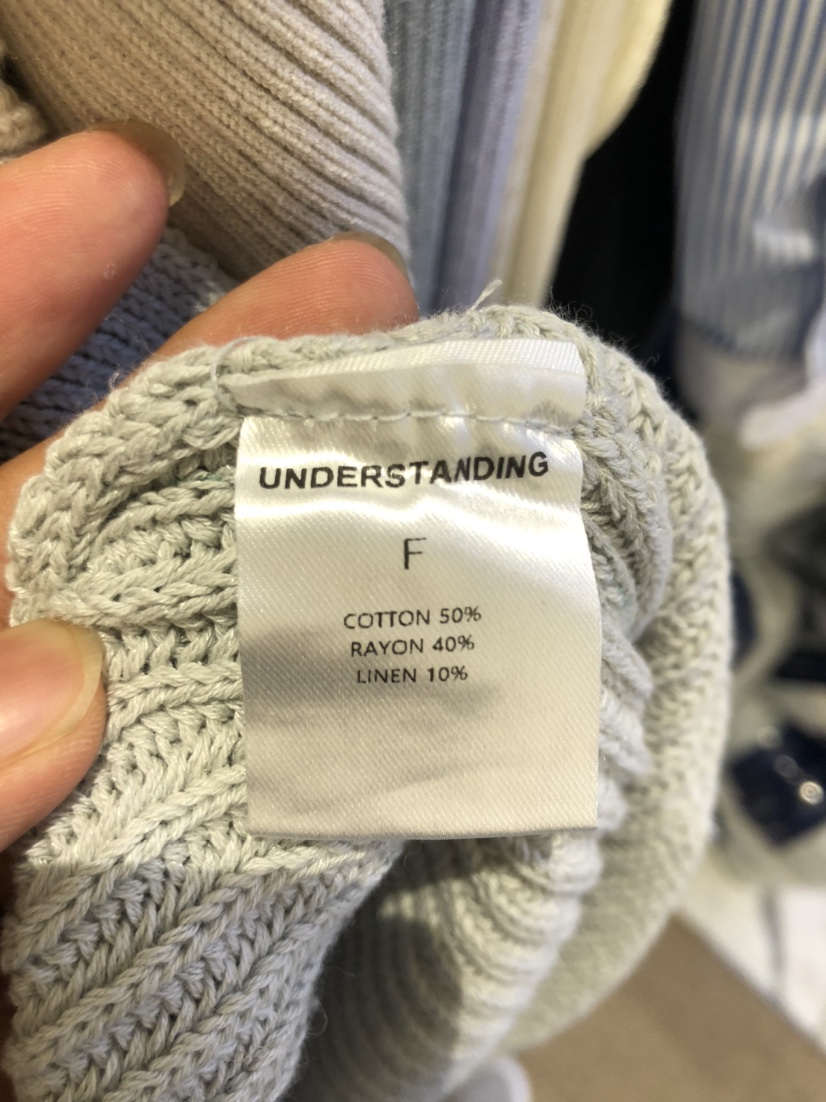 UNDERSTANDING
F
COTTON 50%
RAYON 40%
LINEN 10%